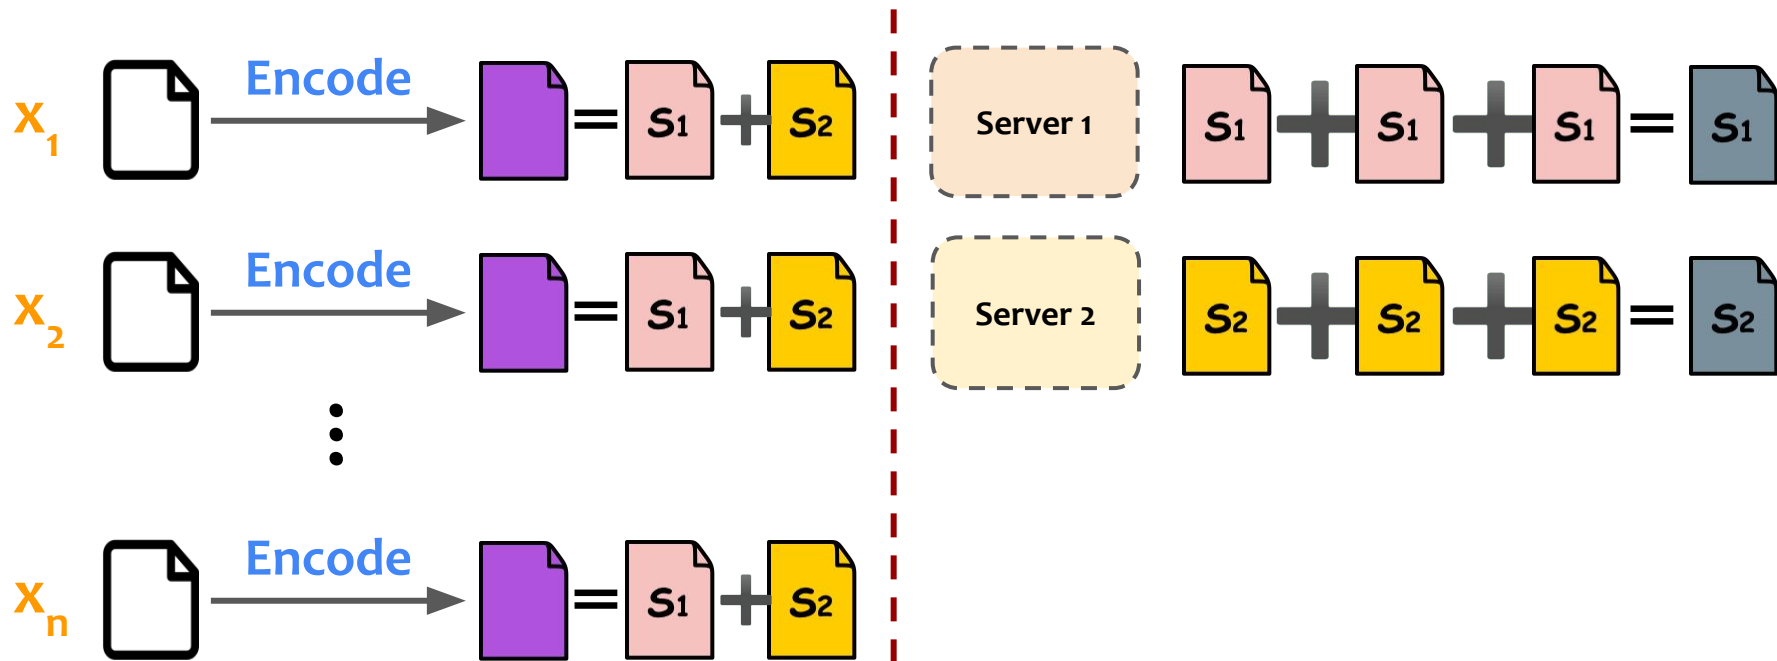 x1 Encode = S1 + S2
x2 Encode = S1 + S2
xn Encode = S1 + S2
Server 1 S1 + S1 + S1 = S1
Server 2 S2 + S2 + S2 = S2